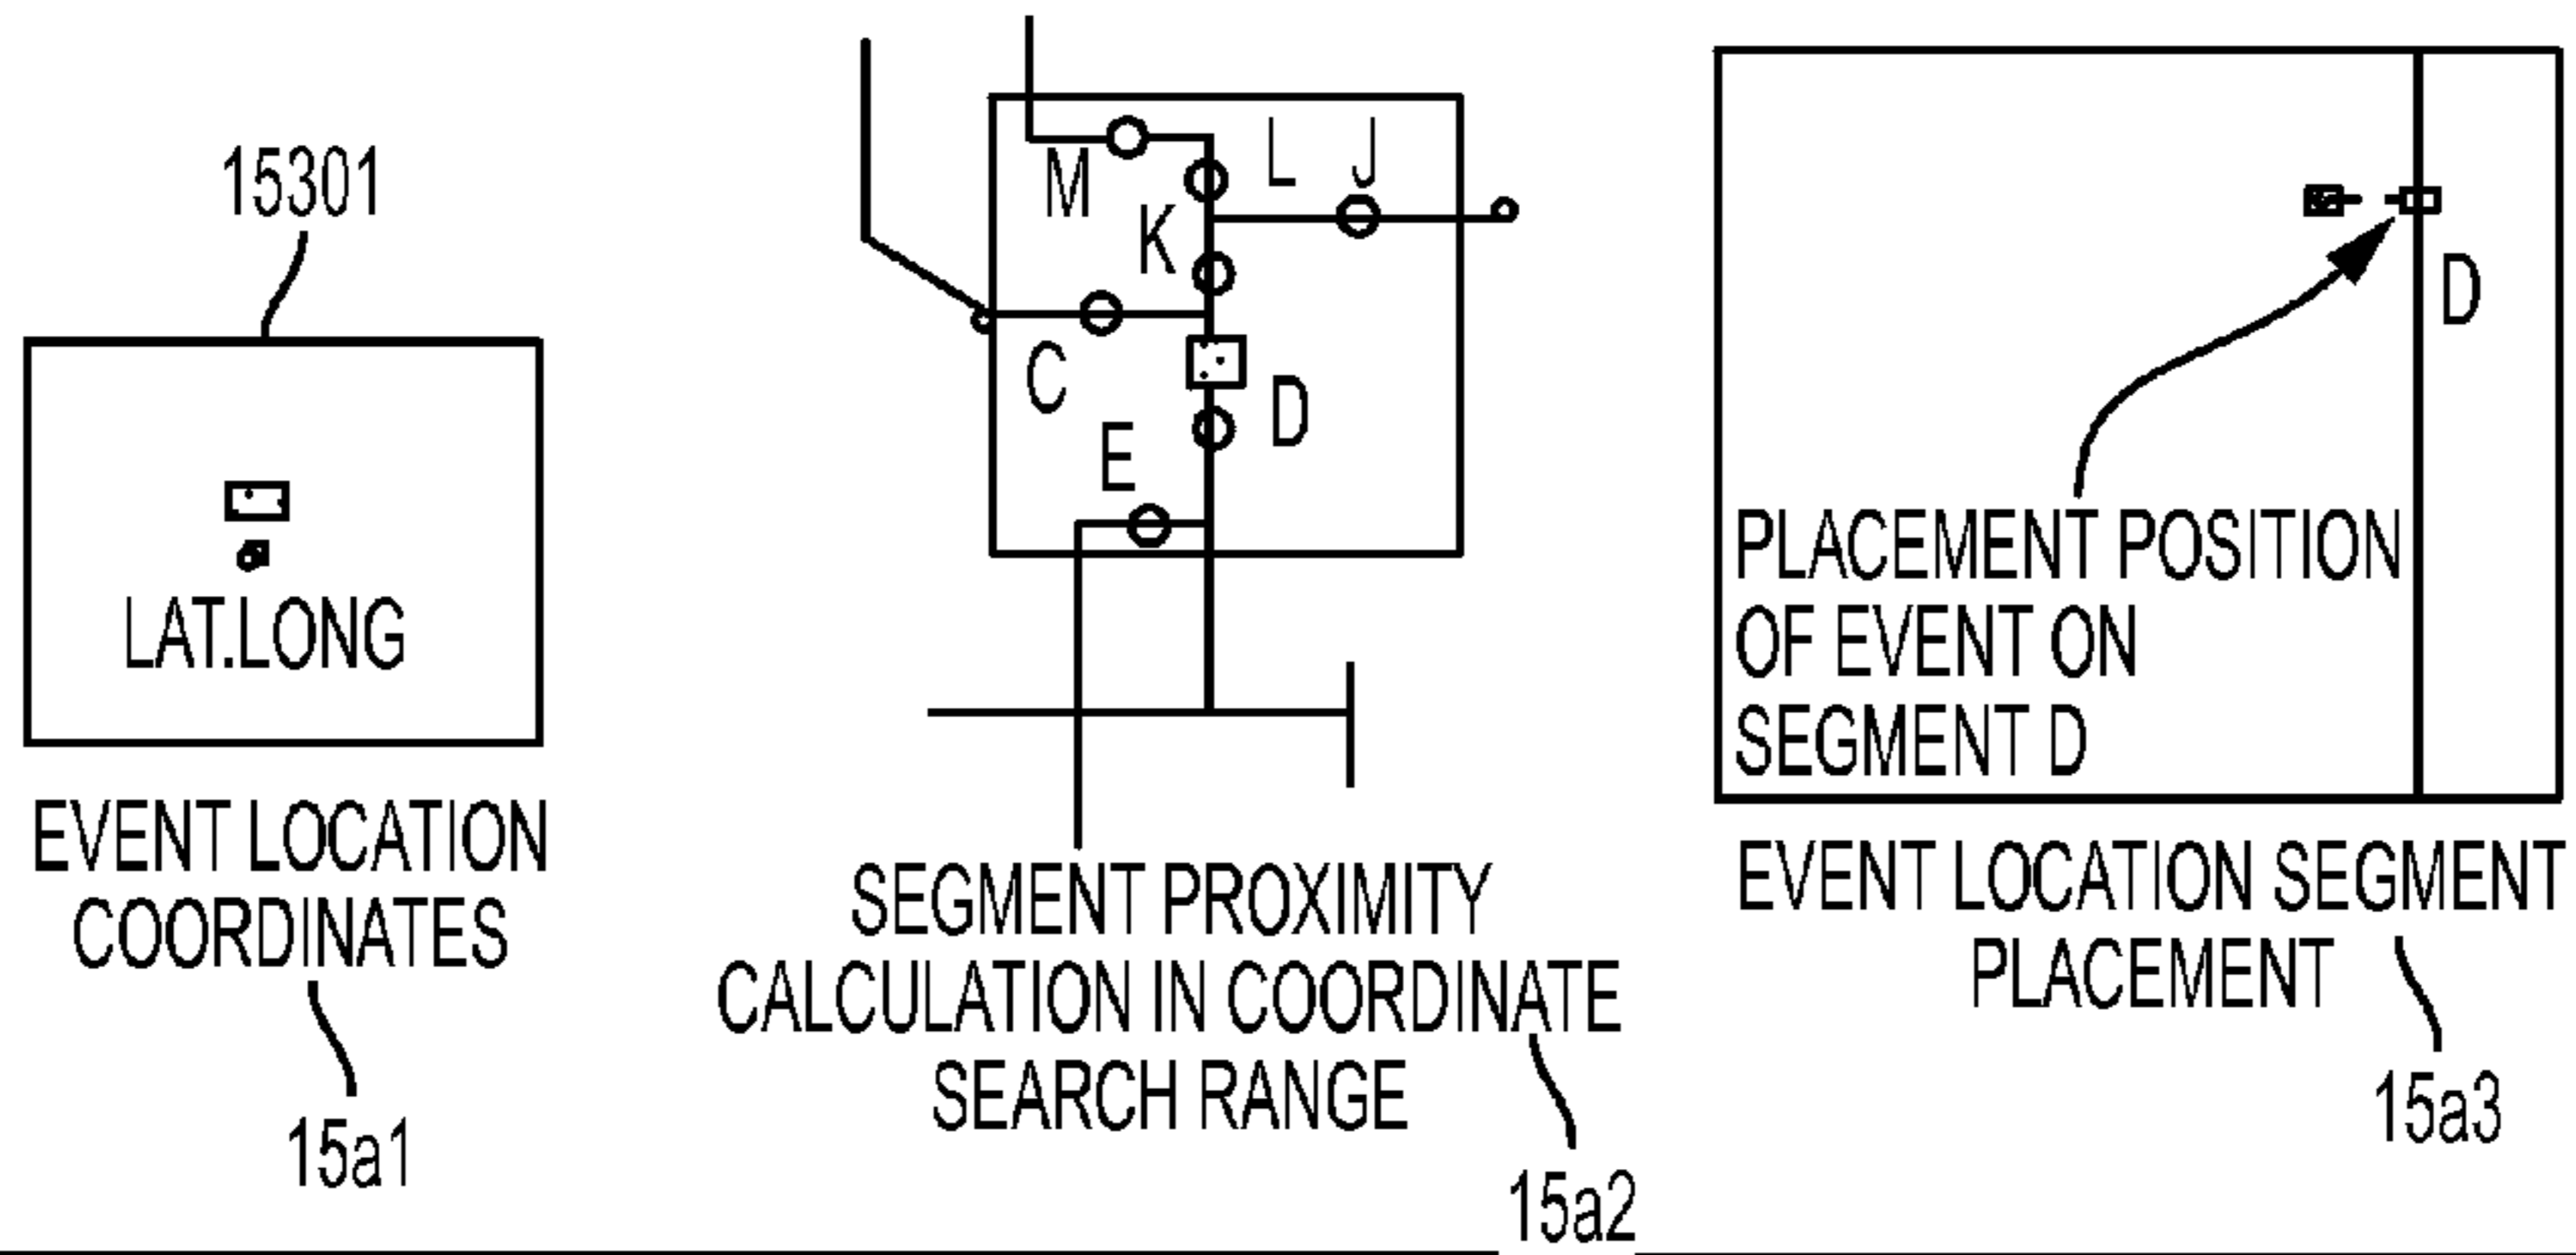 15301
LAT.LONG
EVENT LOCATION
COORDINATES
15a1
M
L
J
K
C
D
E
SEGMENT PROXIMITY
CALCULATION IN COORDINATE
SEARCH RANGE
15a2
D
PLACEMENT POSITION
OF EVENT ON
SEGMENT D
EVENT LOCATION SEGMENT
PLACEMENT
15a3